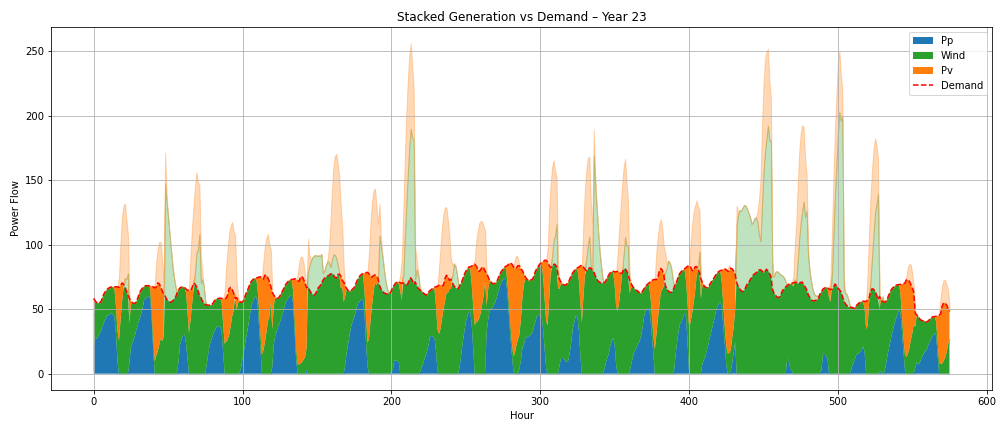 Stacked Generation vs Demand – Year 23
Power Flow
250
200
150
100
50
0
0
100
200
300
400
500
600
Hour
Pp
Wind
Pv
Demand